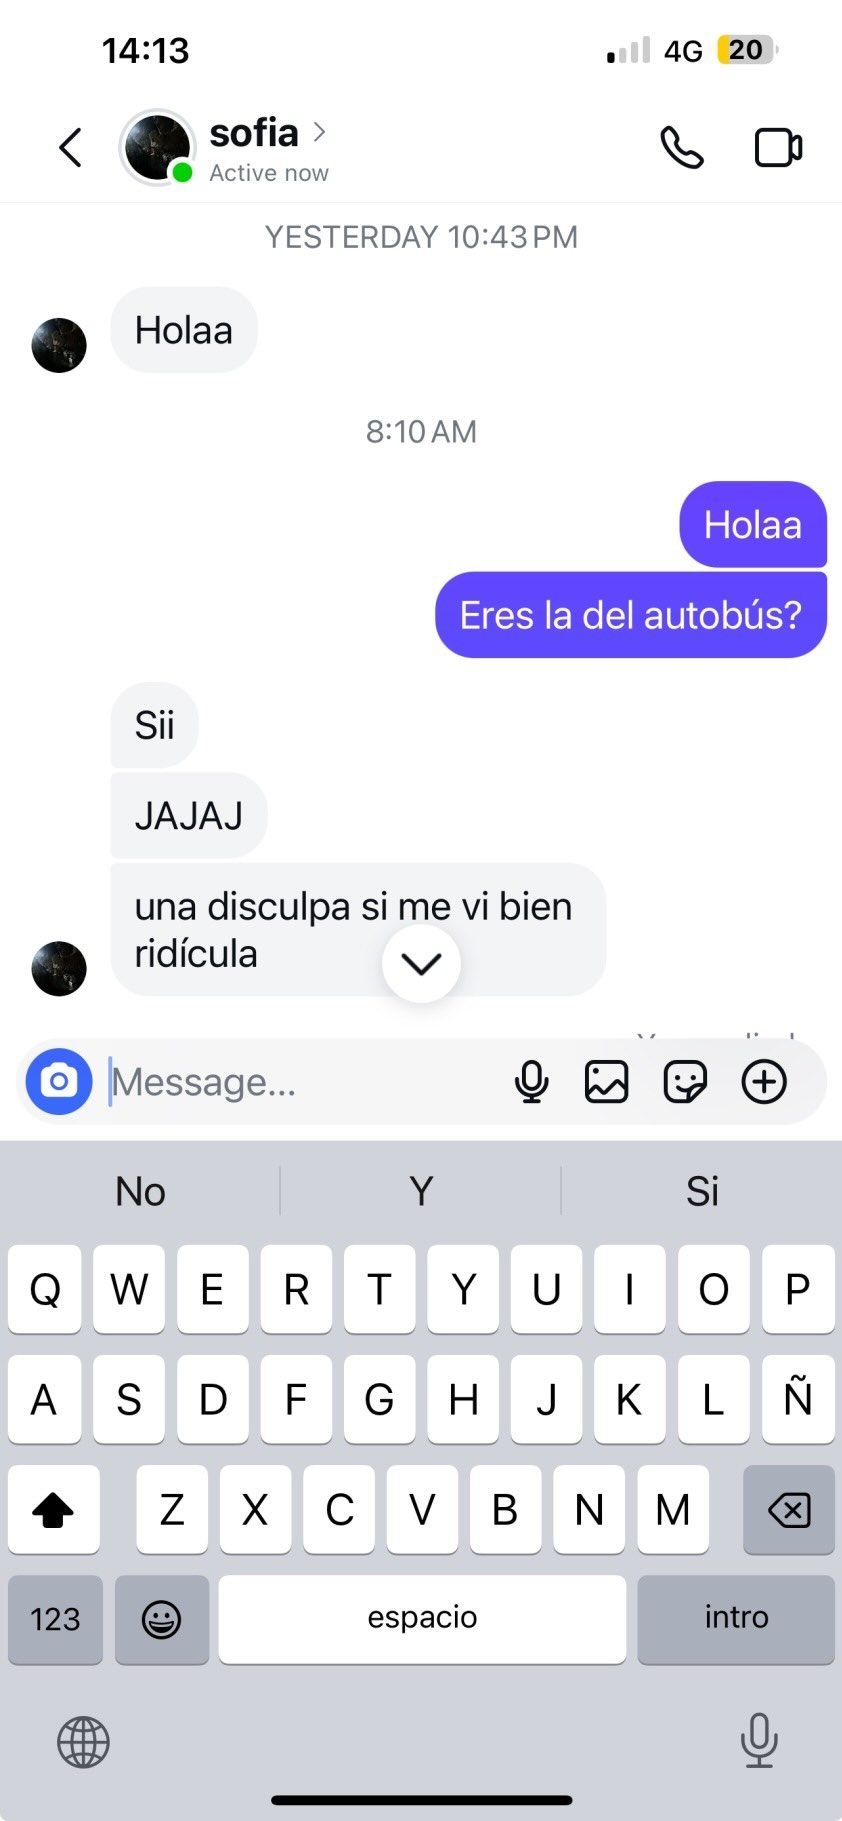 14:13
4G 20
sofia
Active now
YESTERDAY 10:43 PM
Holaa
8:10 AM
Holaa
Eres la del autobús?
Sii
JAJAJ
una disculpa si me vi bien
ridícula
Message...
No Y Si
Q W E R T Y U I O P
A S D F G H J K L Ñ
Z X C V B N M
123 espacio intro